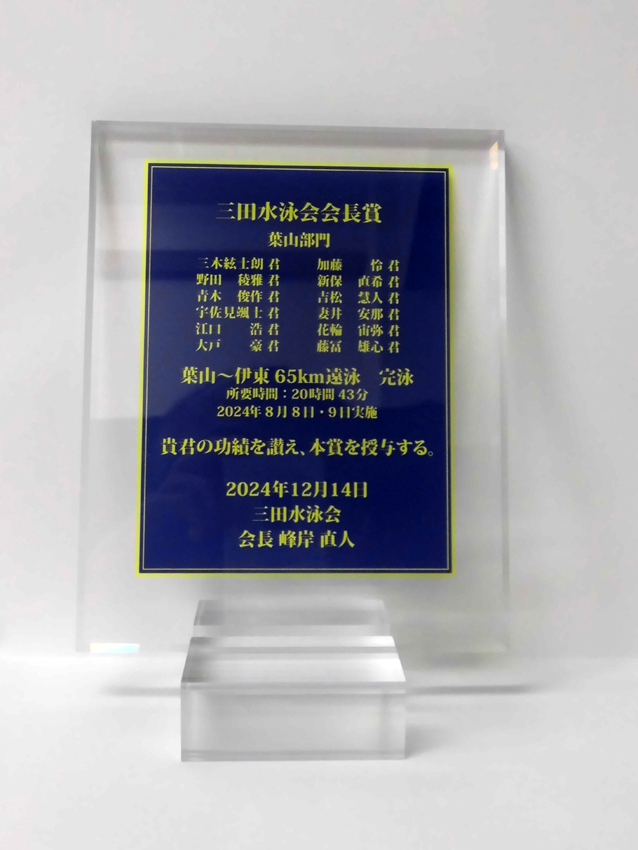 三田水泳会会長賞
葉山部門
三木絃士朗 君　加藤　怜 君
野田　稜雅 君　新保　直希 君
青木　俊作 君　吉松　慧人 君
宇佐見颯士 君　妻井　安那 君
江口　浩 君　花輪　宙弥 君
大戸　豪 君　藤冨　雄心 君
葉山～伊東 65km遠泳　完泳
所要時間：20時間 43分
2024年 8 月 8 日・9 日実施
貴君の功績を讃え、本賞を授与する。
2024年12月14日
三田水泳会
会長 峰岸 直人